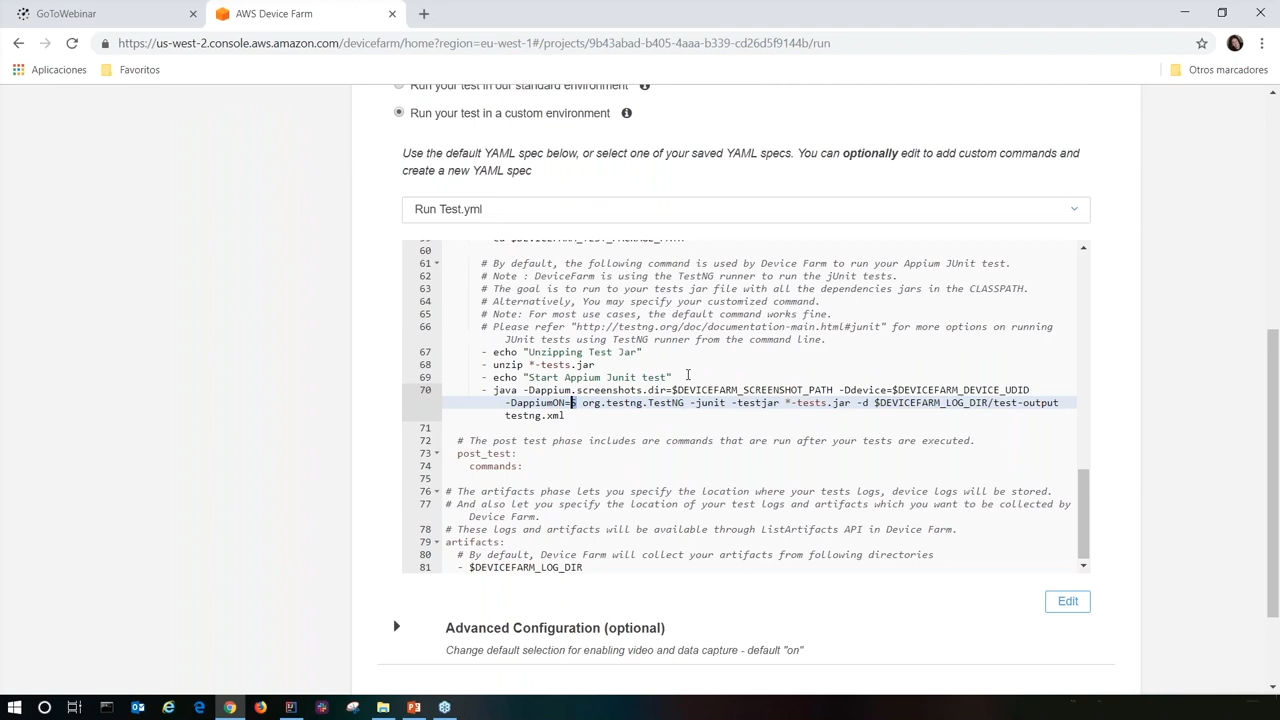 GoToWebinar
AWS Device Farm
https://us-west-2.console.aws.amazon.com/devicefarm/home?region=eu-west-1#/projects/9b43abad-b405-4aaa-b339-cd26d5f9144b/run
Aplicaciones
Favoritos
Otros marcadores
Run your test in our standard environment
Run your test in a custom environment
Use the default YAML spec below, or select one of your saved YAML specs. You can optionally edit to add custom commands and
create a new YAML spec
Run Test.yml
cd $DEVICEFARM_TEST_PACKAGE_PATH
60
61 # By default, the following command is used by Device Farm to run your Appium JUnit test.
62 # Note : DeviceFarm is using the TestNG runner to run the jUnit tests.
63 # The goal is to run to your tests jar file with all the dependencies jars in the CLASSPATH.
64 # Alternatively, You may specify your customized command.
65 # Note: For most use cases, the default command works fine.
66 # Please refer "http://testng.org/doc/documentation-main.html#junit" for more options on running
JUnit tests using TestNG runner from the command line.
67 - echo "Unzipping Test Jar"
68 - unzip *-tests.jar
69 - echo "Start Appium Junit test"
70 - java -Dappium.screenshots.dir=$DEVICEFARM_SCREENSHOT_PATH -Ddevice=$DEVICEFARM_DEVICE_UDID
-DappiumON=s org.testng.TestNG -junit -testjar *-tests.jar -d $DEVICEFARM_LOG_DIR/test-output
testng.xml
71
72 # The post test phase includes are commands that are run after your tests are executed.
73 post_test:
74 commands:
75
76 # The artifacts phase lets you specify the location where your tests logs, device logs will be stored.
77 # And also let you specify the location of your test logs and artifacts which you want to be collected by
Device Farm.
78 # These logs and artifacts will be available through ListArtifacts API in Device Farm.
79 artifacts:
80 # By default, Device Farm will collect your artifacts from following directories
81 - $DEVICEFARM_LOG_DIR
Edit
Advanced Configuration (optional)
Change default selection for enabling video and data capture - default "on"